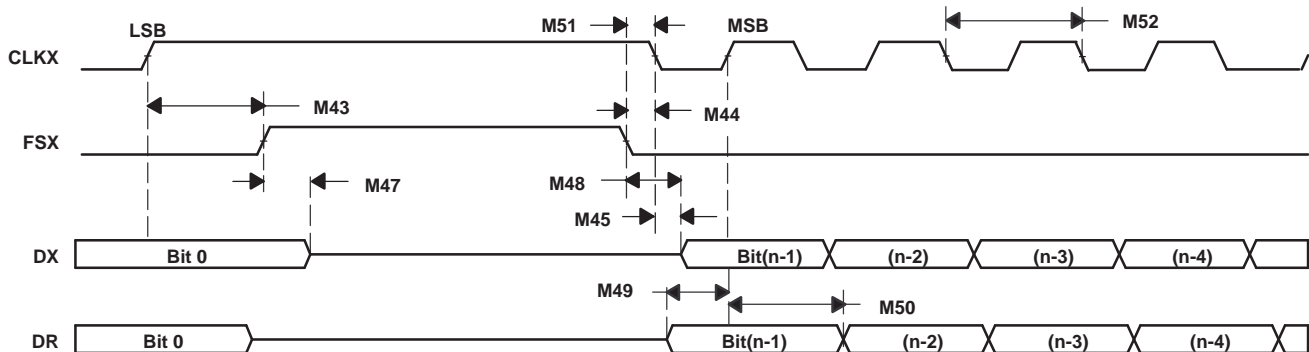 LSB M51 MSB M52
CLKX
M43 M44
FSX
M47 M48
M45
DX Bit 0 Bit(n-1) (n-2) (n-3) (n-4)
M49 M50
DR Bit 0 Bit(n-1) (n-2) (n-3) (n-4)